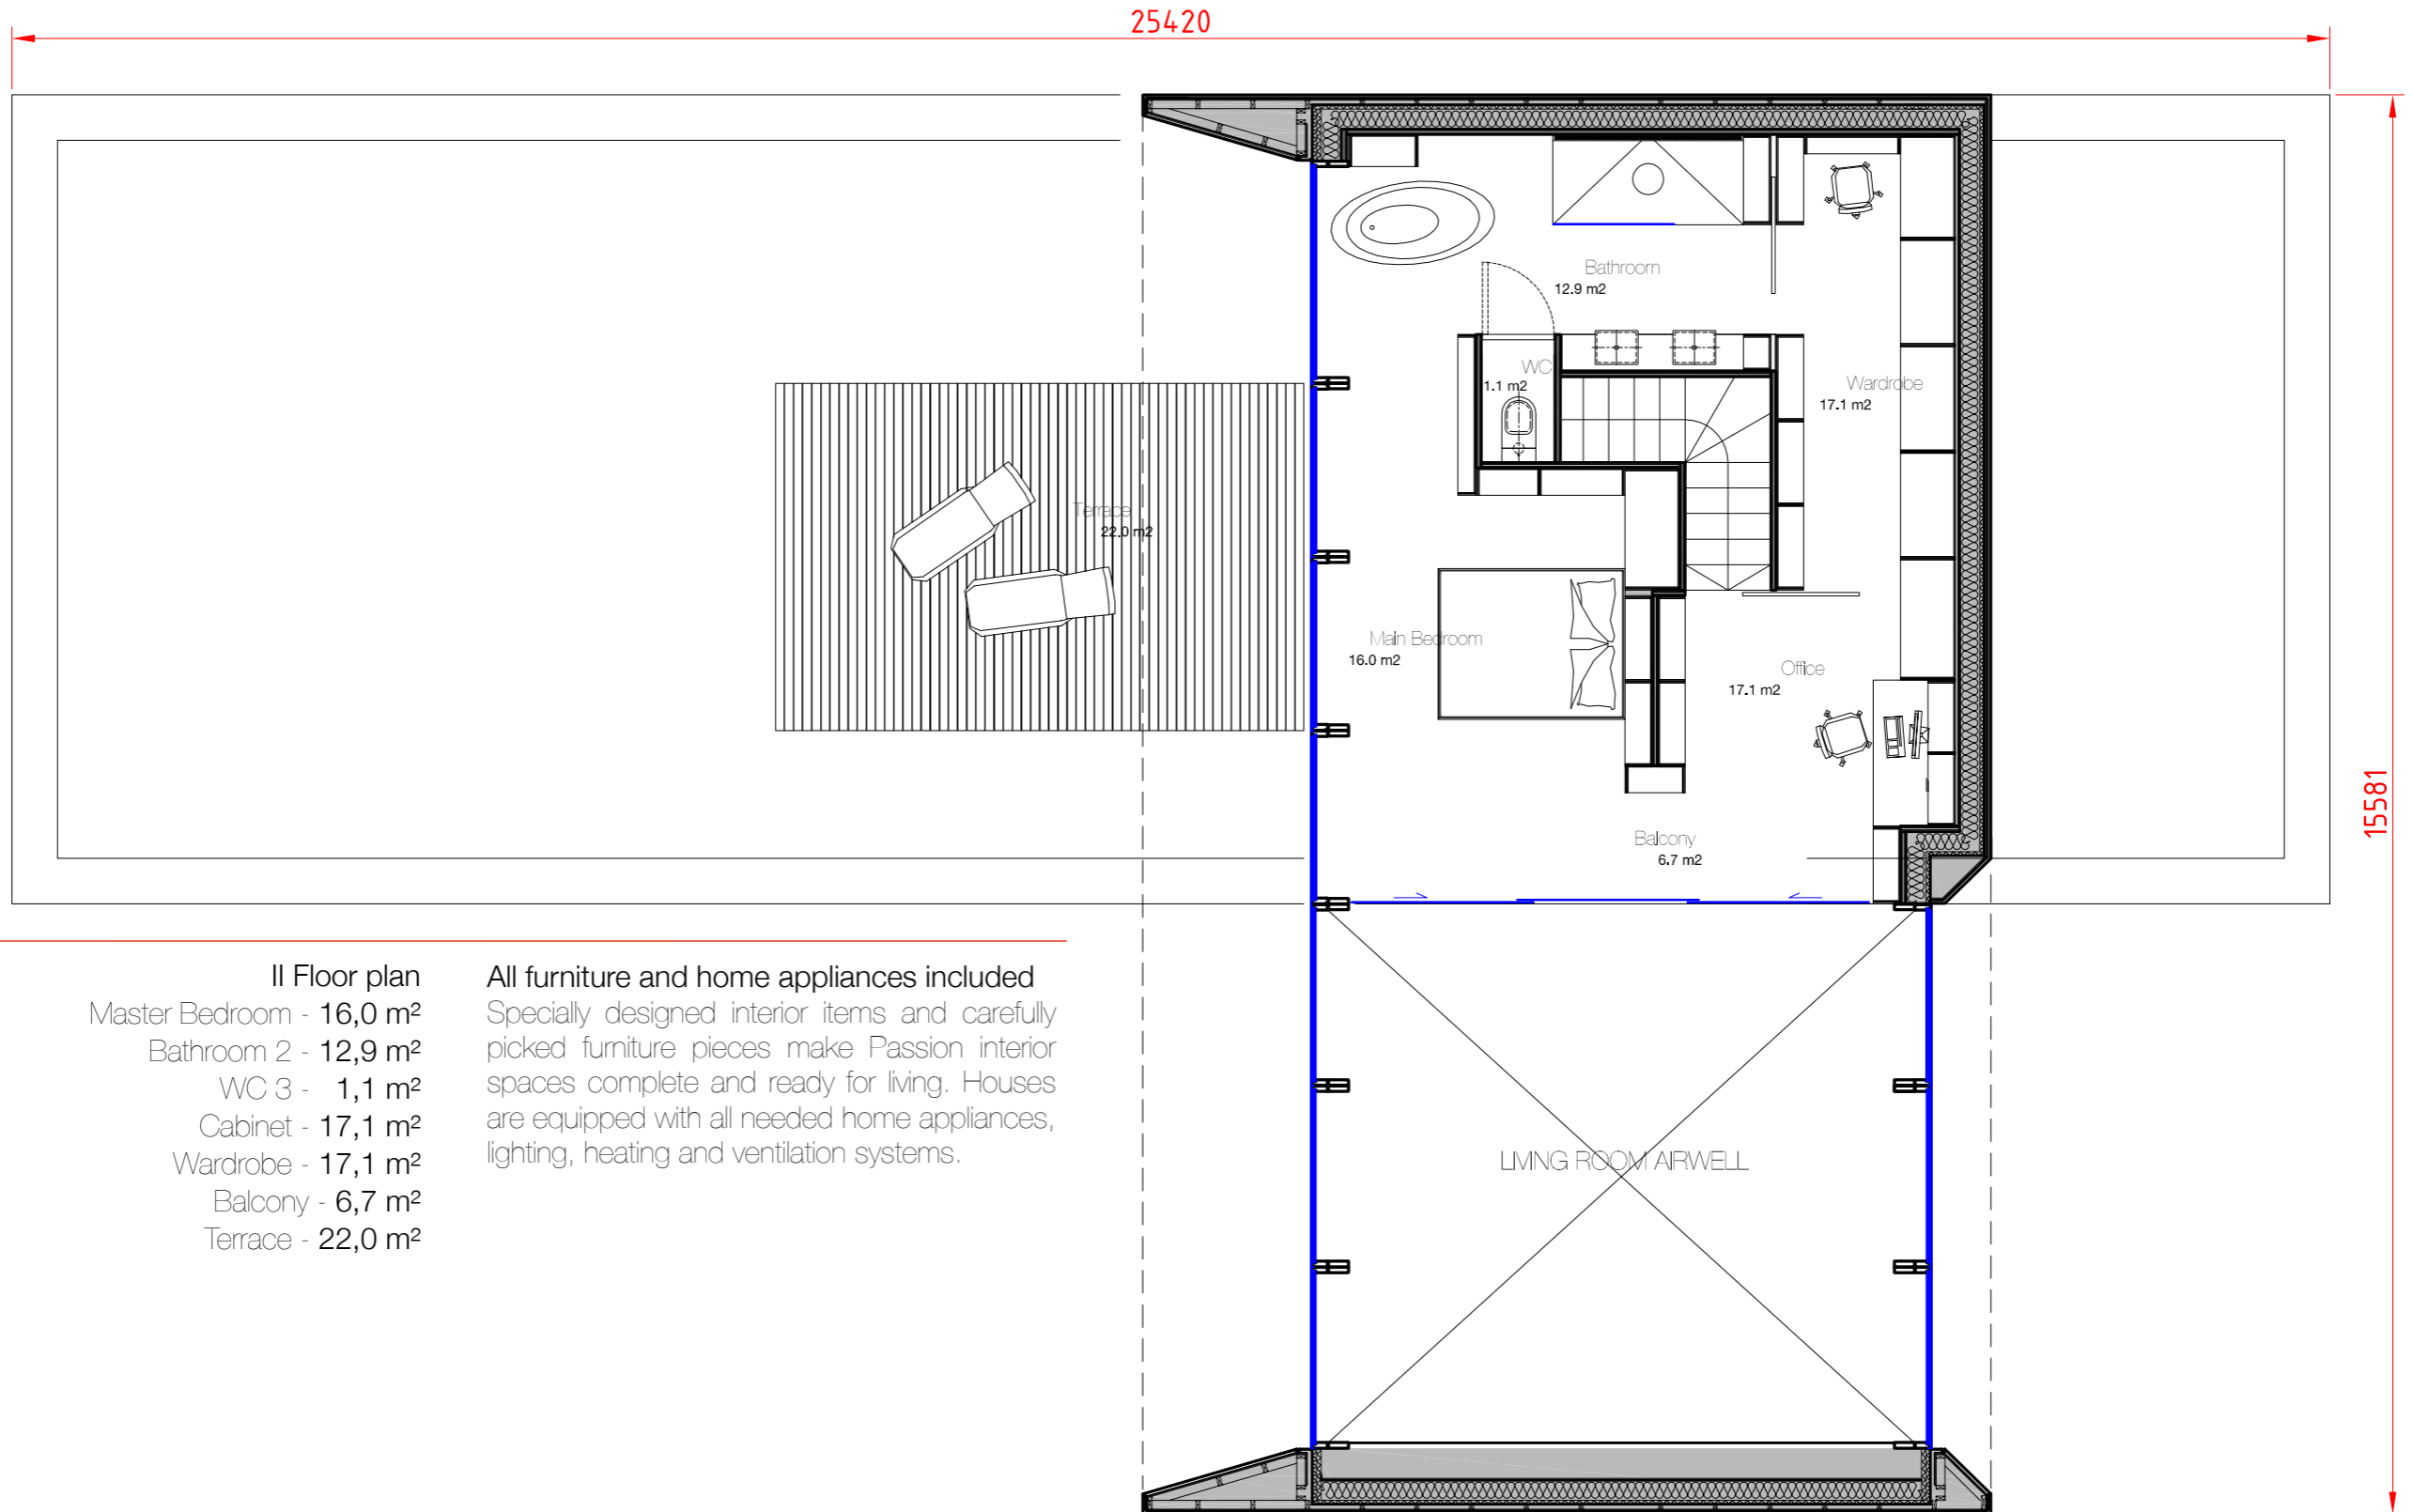 25420
Bathroom
12.9 m2
WC
1.1 m2
Wardrobe
17.1 m2
Terrace
22.0 m2
Main Bedroom
16.0 m2
Office
17.1 m2
Balcony
6.7 m2
15581
LIVING ROOM AIRWELL
II Floor plan
Master Bedroom - 16,0 m²
Bathroom 2 - 12,9 m²
WC 3 - 1,1 m²
Cabinet - 17,1 m²
Wardrobe - 17,1 m²
Balcony - 6,7 m²
Terrace - 22,0 m²
All furniture and home appliances included
Specially designed interior items and carefully
picked furniture pieces make Passion interior
spaces complete and ready for living. Houses
are equipped with all needed home appliances,
lighting, heating and ventilation systems.